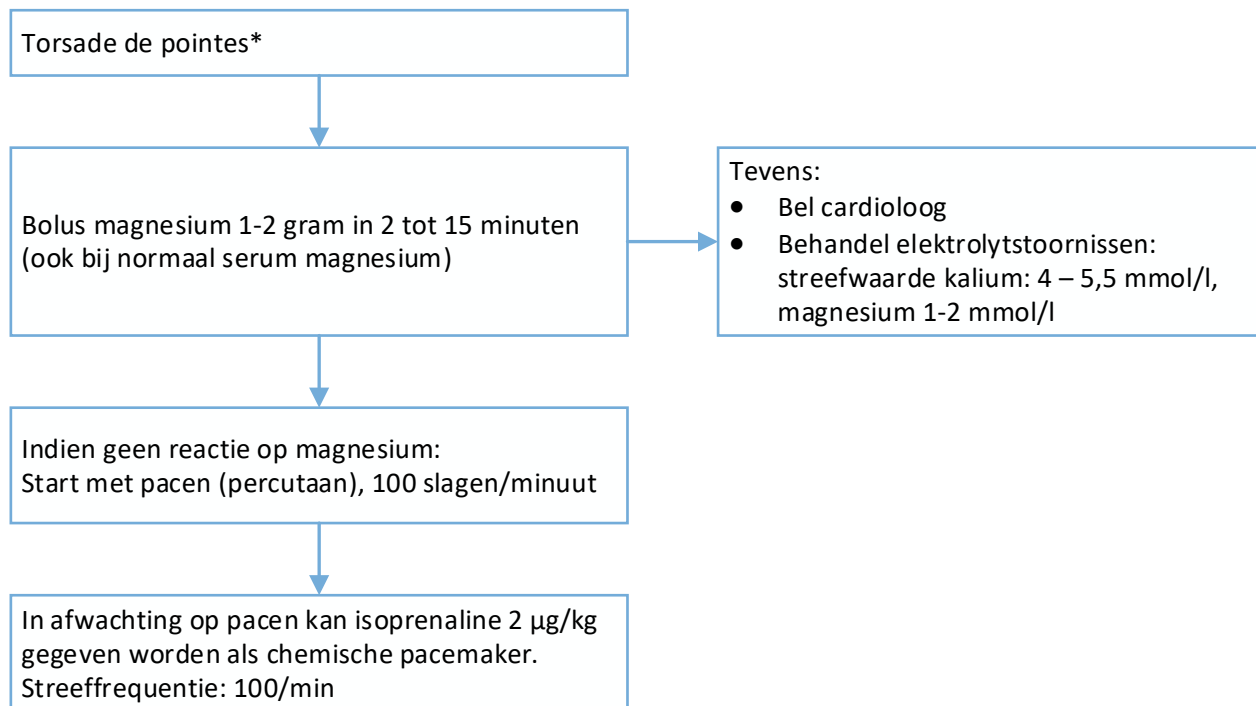 Torsade de pointes*
Bolus magnesium 1-2 gram in 2 tot 15 minuten
(ook bij normaal serum magnesium)
Tevens:
● Bel cardioloog
● Behandel elektrolytstoornissen:
streefwaarde kalium: 4 – 5,5 mmol/l,
magnesium 1-2 mmol/l
Indien geen reactie op magnesium:
Start met pacen (percutaan), 100 slagen/minuut
In afwachting op pacen kan isoprenaline 2 µg/kg
gegeven worden als chemische pacemaker.
Streeffrequentie: 100/min